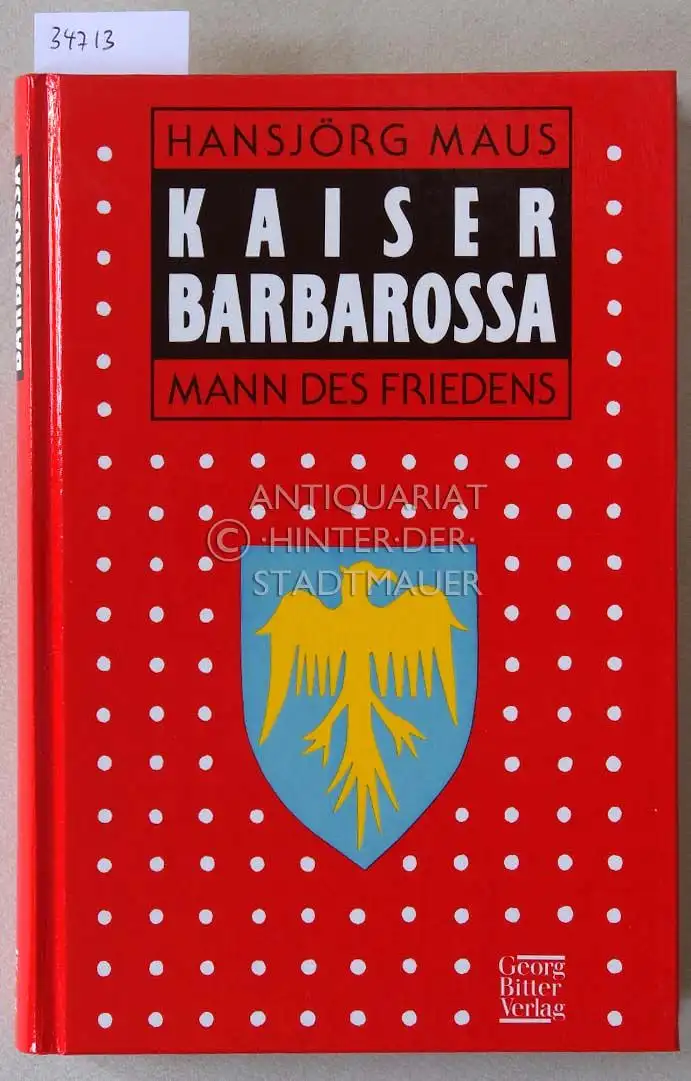 34713
HANSJÖRG MAUS
KAISER
BARBAROSSA
MANN DES FRIEDENS
BARBAROSSA
ANTIQUARIAT
© ·HINTER·DER·
STADTMAUER
Georg
Bitter
Verlag